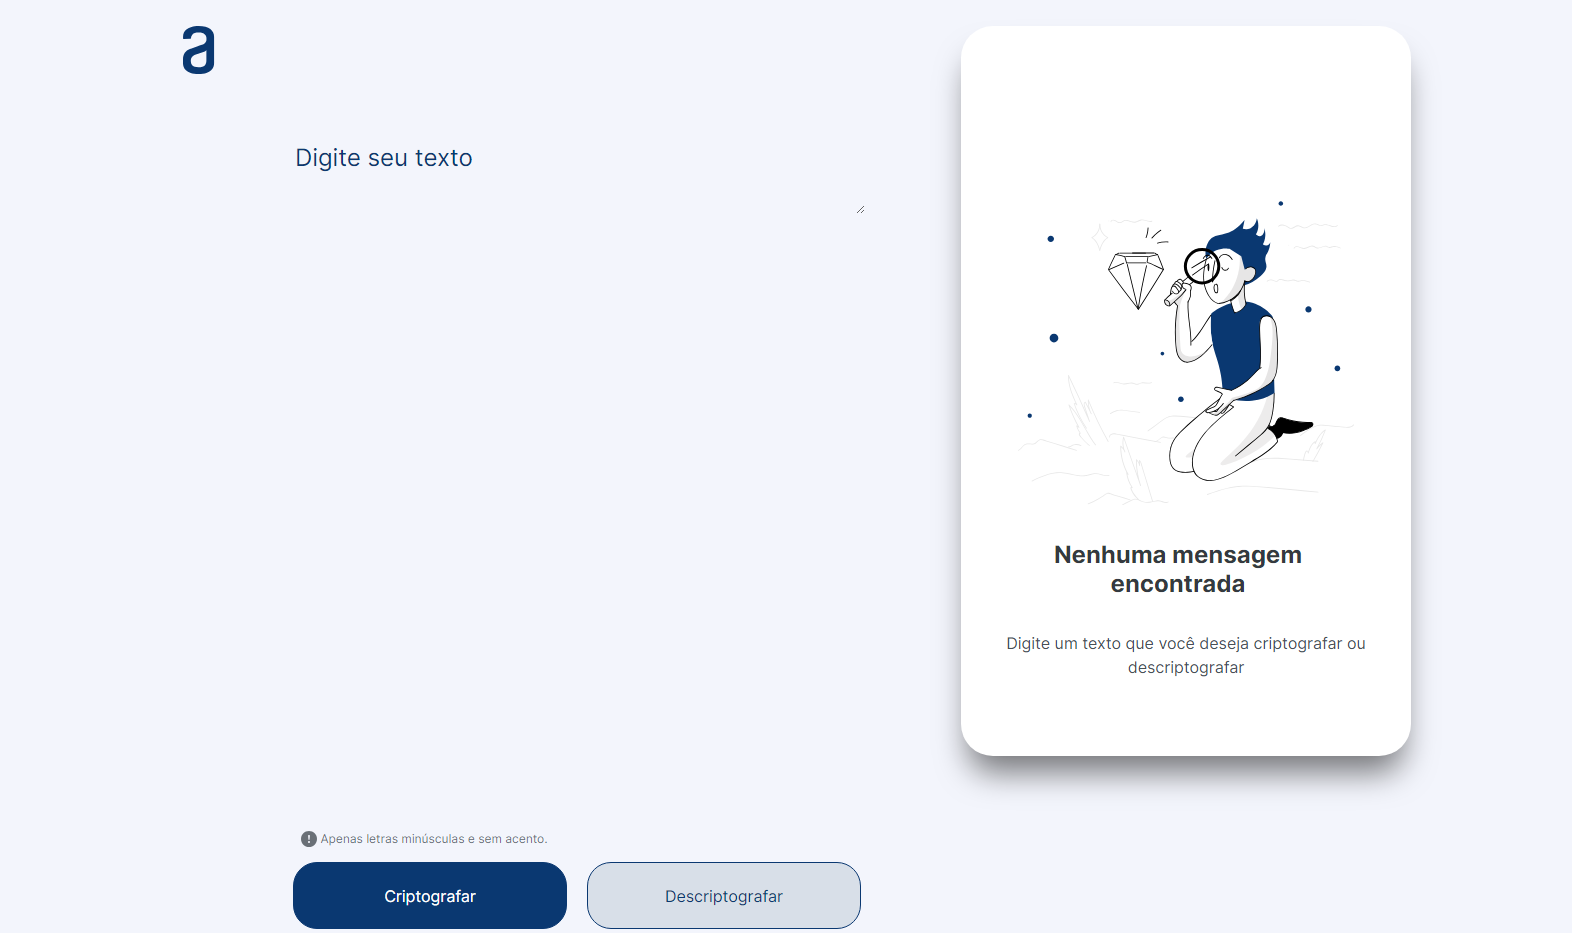 a
Digite seu texto
Nenhuma mensagem
encontrada
Digite um texto que você deseja criptografar ou
descriptografar
Apenas letras minúsculas e sem acento.
Criptografar
Descriptografar